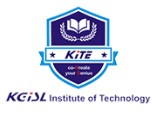 KiTE
co-create
your Genius
KGiSL Institute of Technology